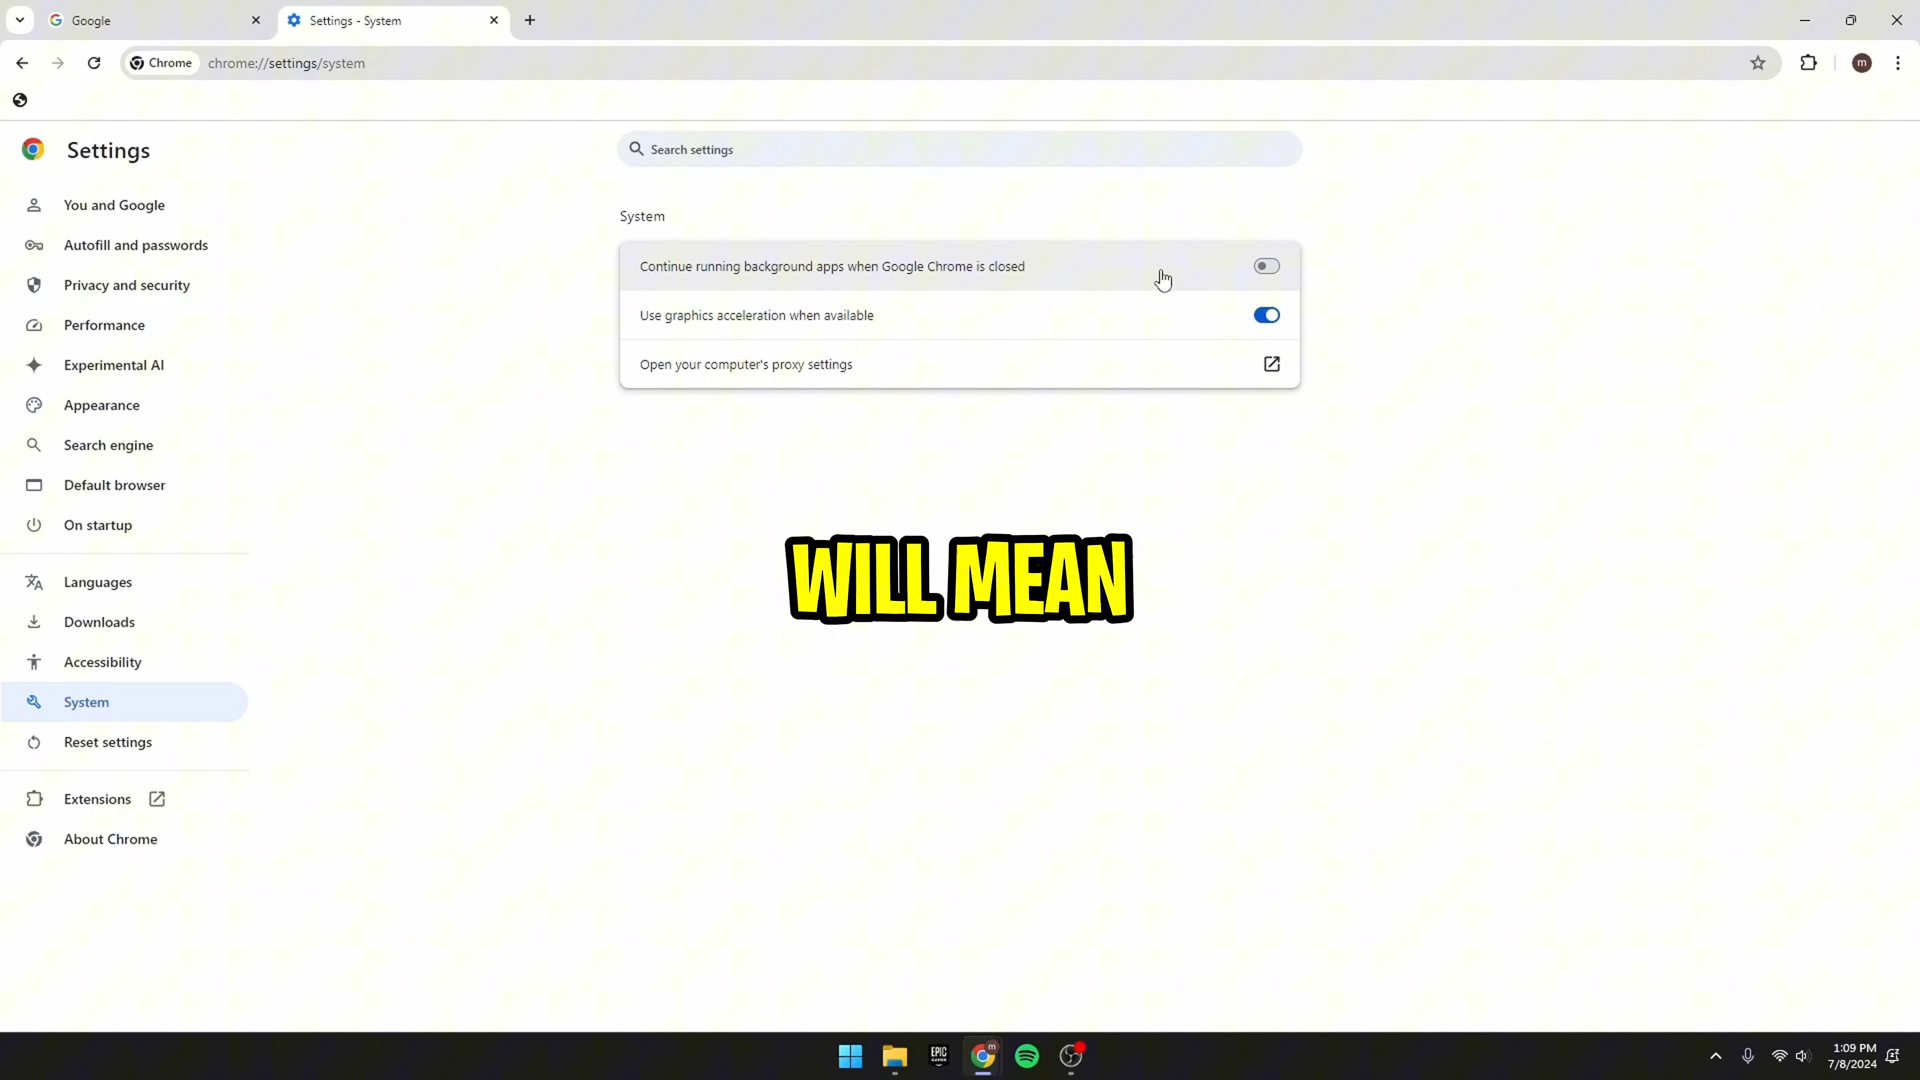 Google
Settings - System
Chrome
chrome://settings/system
m
Settings
Search settings
You and Google
Autofill and passwords
Privacy and security
Performance
Experimental AI
Appearance
Search engine
Default browser
On startup
Languages
Downloads
Accessibility
System
Reset settings
Extensions
About Chrome
System
Continue running background apps when Google Chrome is closed
Use graphics acceleration when available
Open your computer's proxy settings
WILL MEAN
EPIC
GAMES
m
1:09 PM
7/8/2024